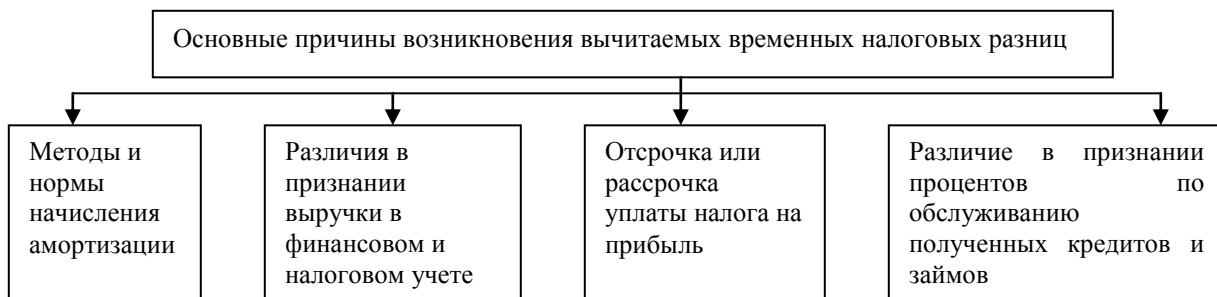 Основные причины возникновения вычитаемых временных налоговых разниц
Методы и
нормы
начисления
амортизации
Различия в
признании
выручки в
финансовом и
налоговом учете
Отсрочка или
рассрочка
уплаты налога на
прибыль
Различие в признании
процентов по
обслуживанию
полученных кредитов и
займов